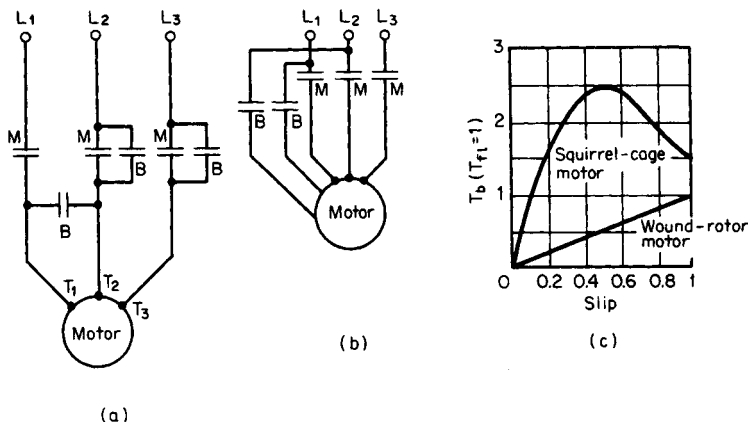 L1 L2 L3
M M M
B B
B
T1 T2 T3
Motor
(a)
L1 L2 L3
M M M
B B
Motor
(b)
3
2
1
0 0.2 0.4 0.6 0.8 1
Tb (Tfl=1)
Squirrel-cage
motor
Wound-rotor
motor
Slip
(c)